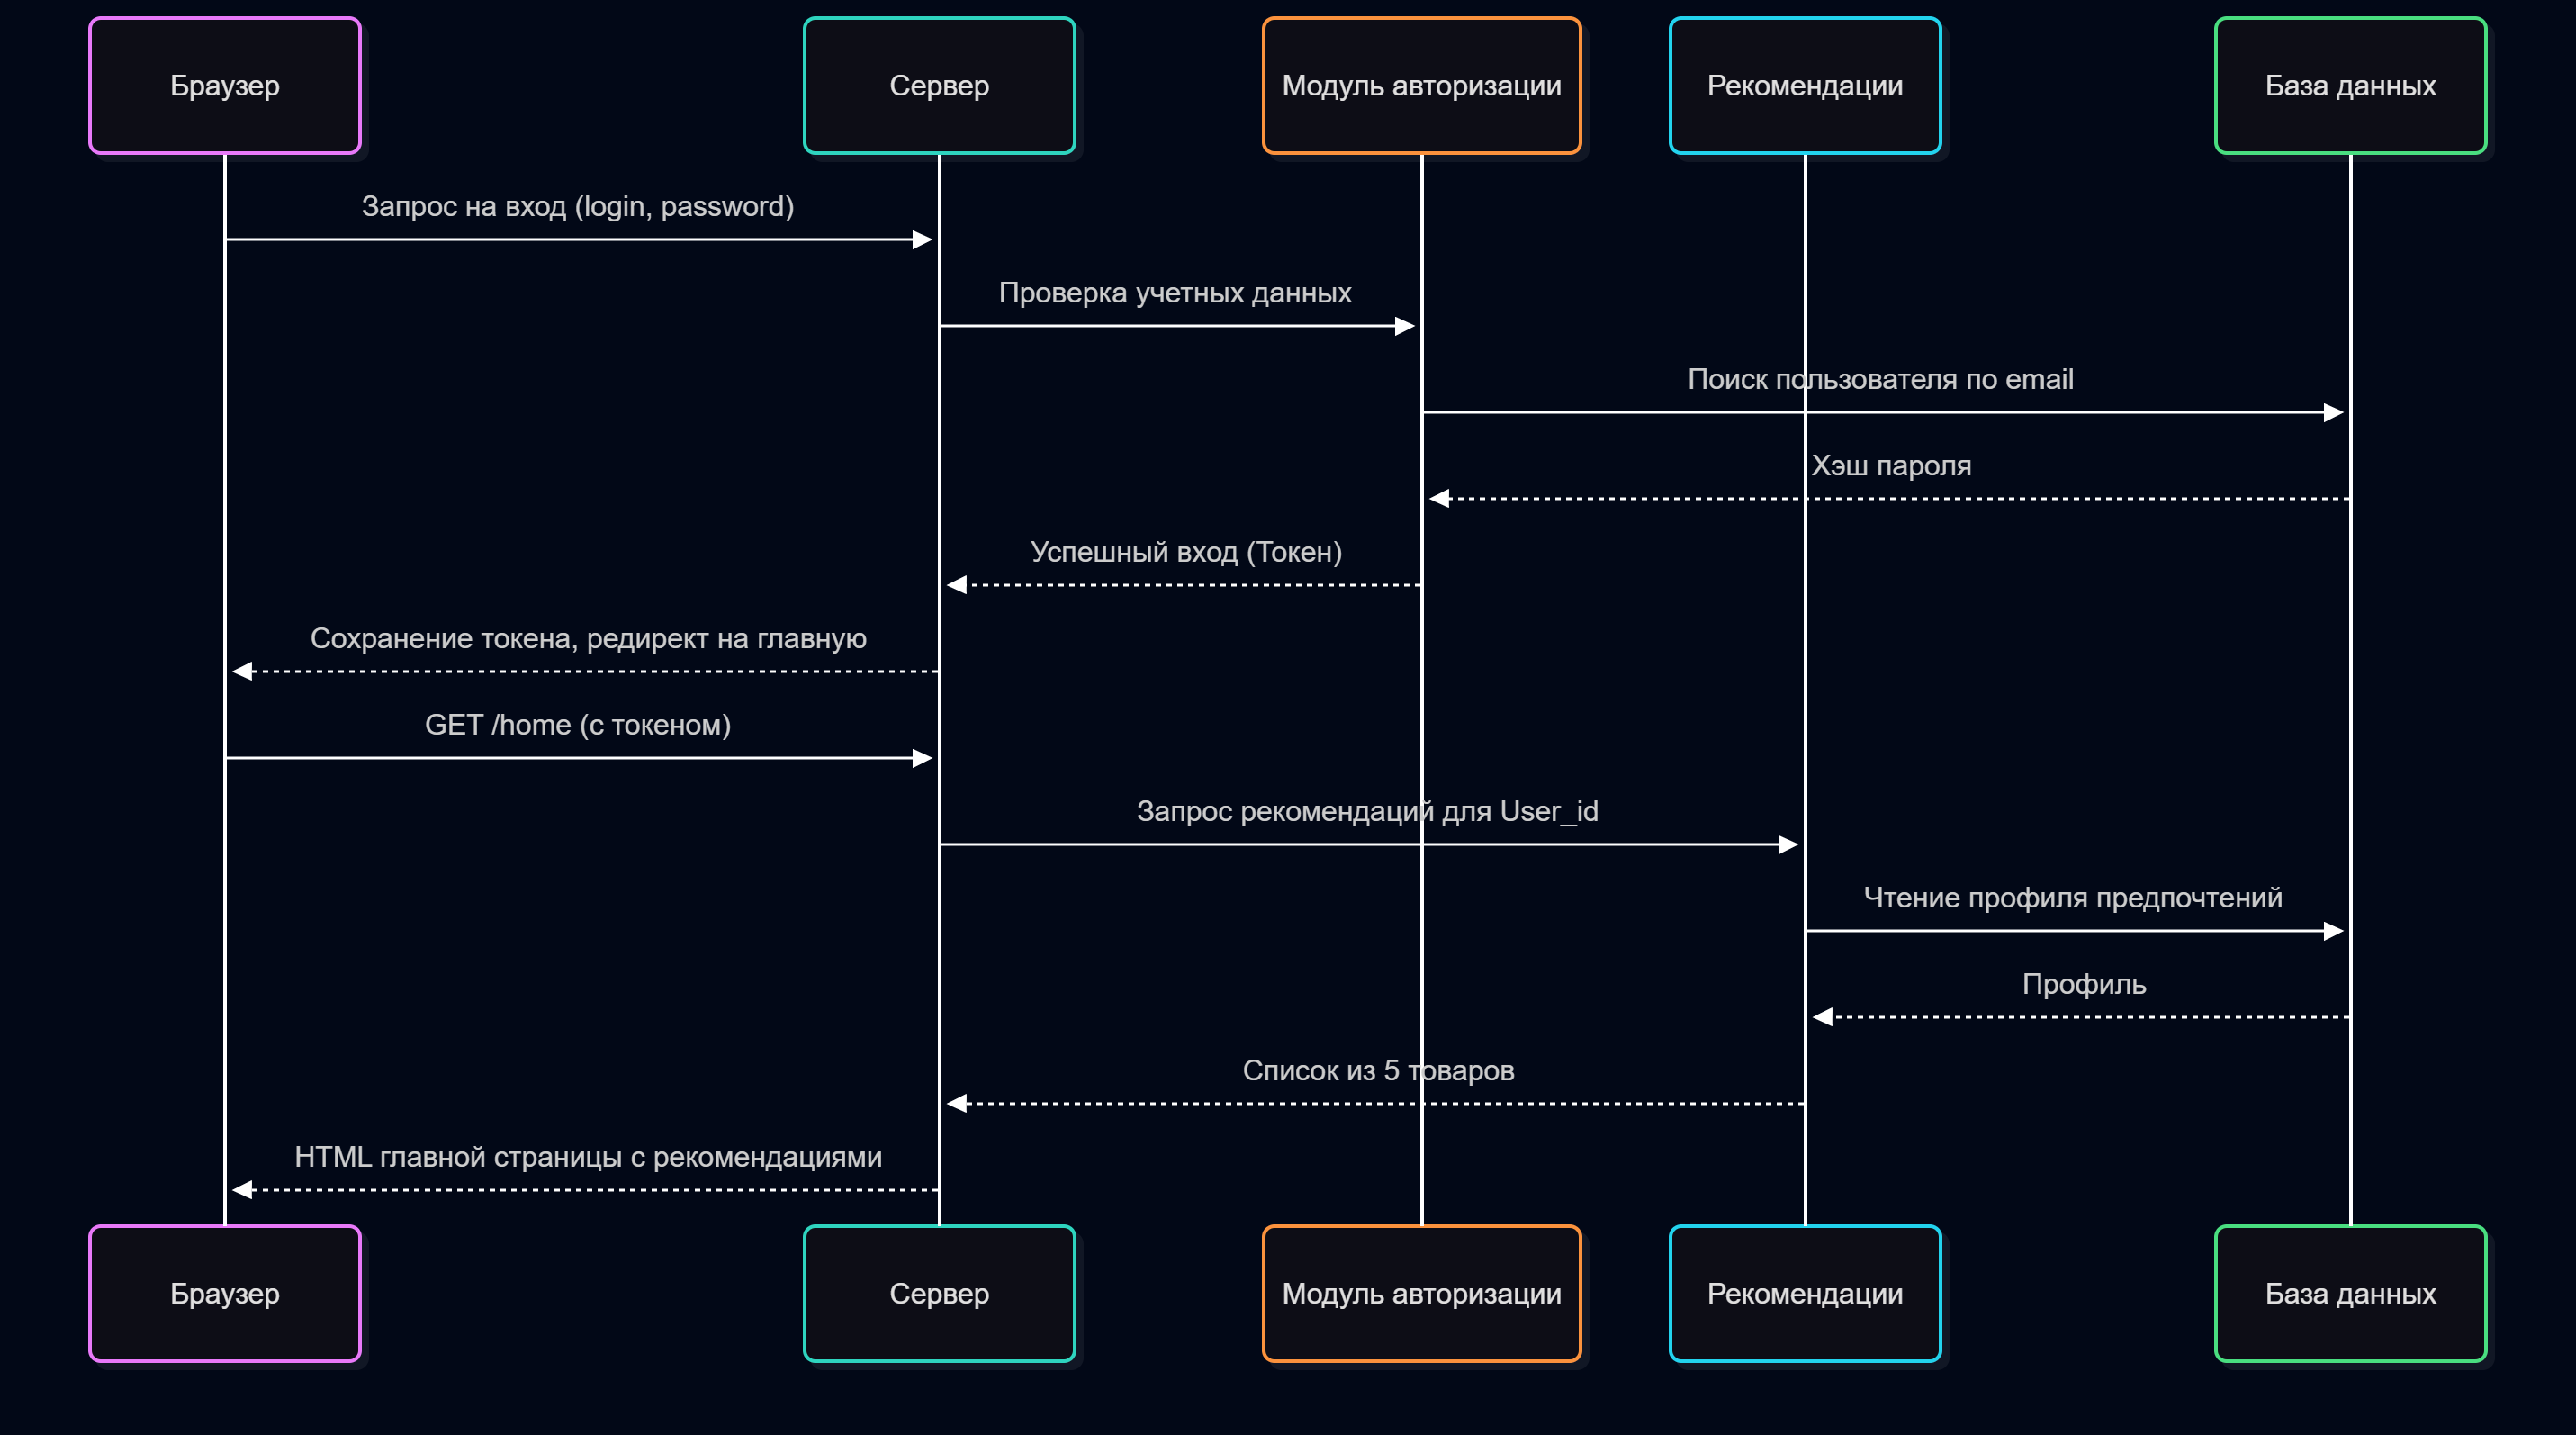 Браузер
Сервер
Модуль авторизации
Рекомендации
База данных
Запрос на вход (login, password)
Проверка учетных данных
Поиск пользователя по email
Хэш пароля
Успешный вход (Токен)
Сохранение токена, редирект на главную
GET /home (с токеном)
Запрос рекомендаций для User_id
Чтение профиля предпочтений
Профиль
Список из 5 товаров
HTML главной страницы с рекомендациями
Браузер
Сервер
Модуль авторизации
Рекомендации
База данных